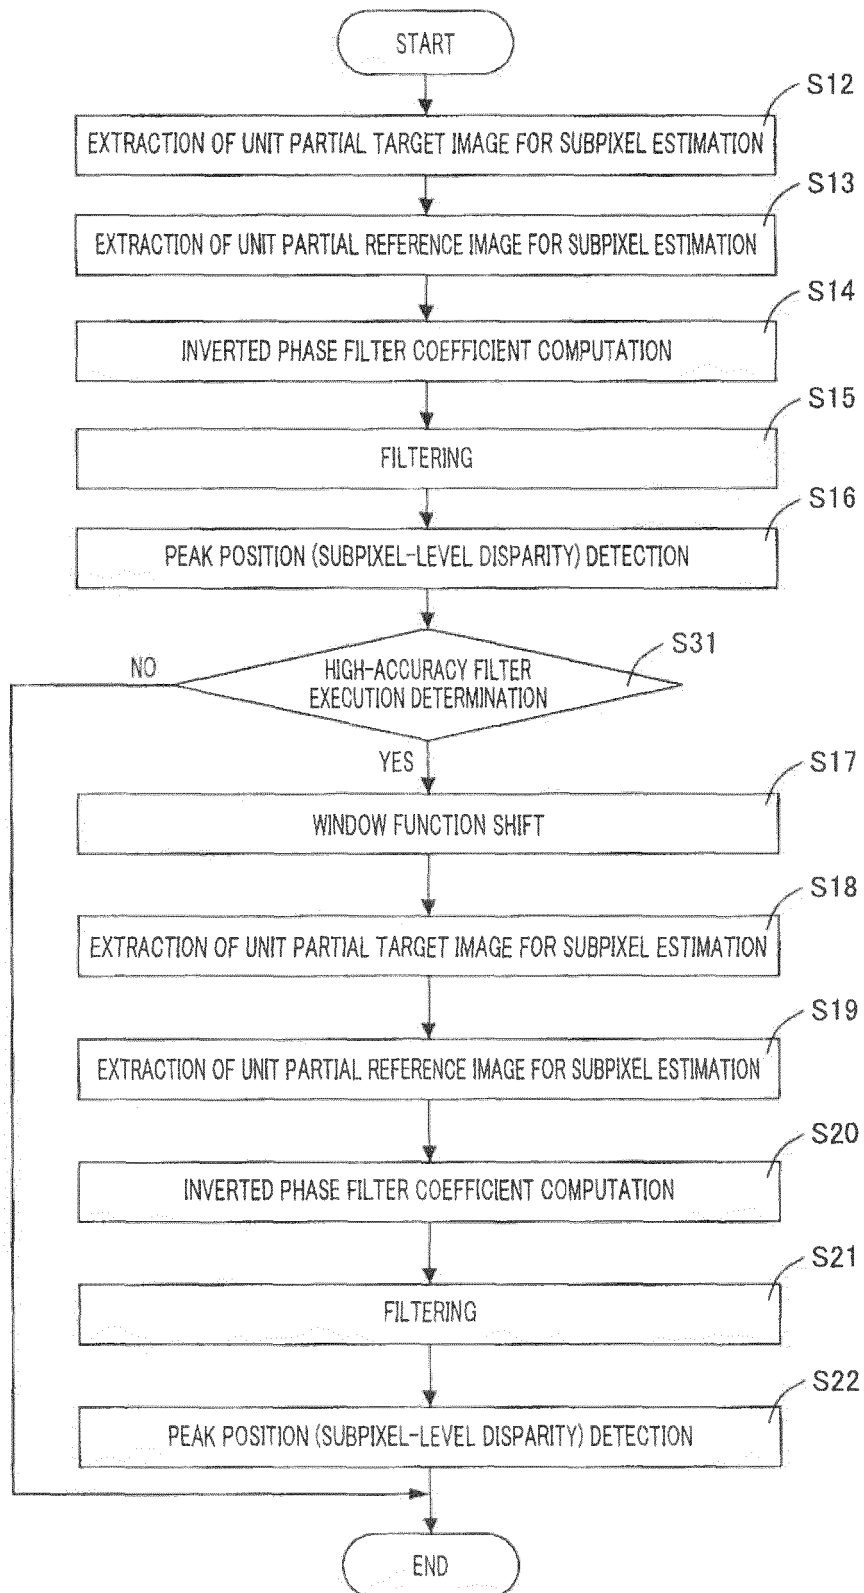 START
S12
EXTRACTION OF UNIT PARTIAL TARGET IMAGE FOR SUBPIXEL ESTIMATION
S13
EXTRACTION OF UNIT PARTIAL REFERENCE IMAGE FOR SUBPIXEL ESTIMATION
S14
INVERTED PHASE FILTER COEFFICIENT COMPUTATION
S15
FILTERING
S16
PEAK POSITION (SUBPIXEL-LEVEL DISPARITY) DETECTION
S31
NO
HIGH-ACCURACY FILTER
EXECUTION DETERMINATION
YES
S17
WINDOW FUNCTION SHIFT
S18
EXTRACTION OF UNIT PARTIAL TARGET IMAGE FOR SUBPIXEL ESTIMATION
S19
EXTRACTION OF UNIT PARTIAL REFERENCE IMAGE FOR SUBPIXEL ESTIMATION
S20
INVERTED PHASE FILTER COEFFICIENT COMPUTATION
S21
FILTERING
S22
PEAK POSITION (SUBPIXEL-LEVEL DISPARITY) DETECTION
END